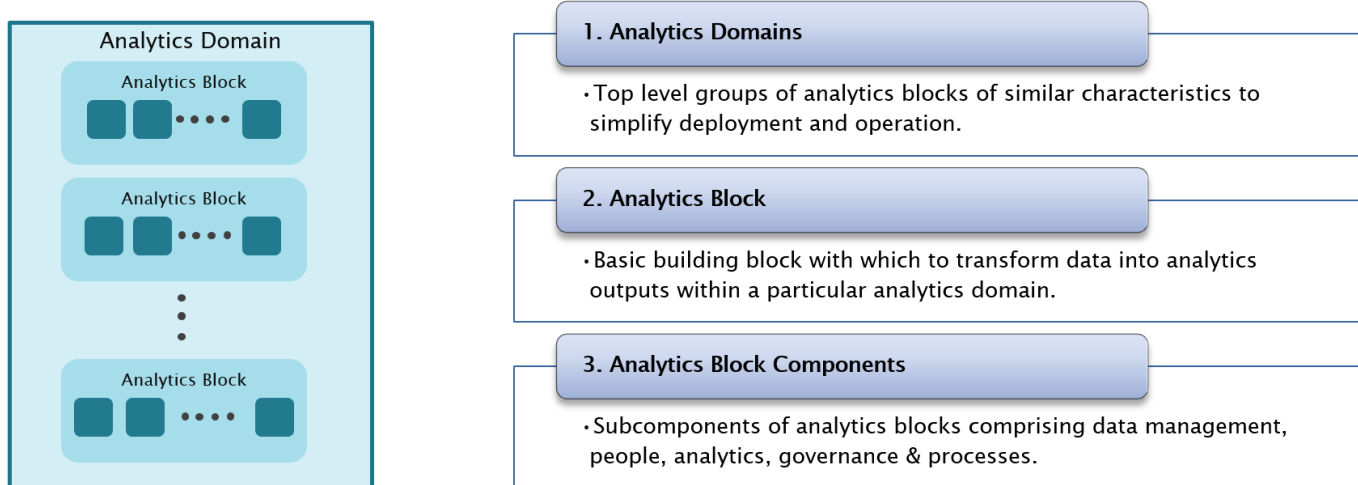 Analytics Domain
Analytics Block
Analytics Block
Analytics Block
1. Analytics Domains
·Top level groups of analytics blocks of similar characteristics to
simplify deployment and operation.
2. Analytics Block
·Basic building block with which to transform data into analytics
outputs within a particular analytics domain.
3. Analytics Block Components
·Subcomponents of analytics blocks comprising data management,
people, analytics, governance & processes.